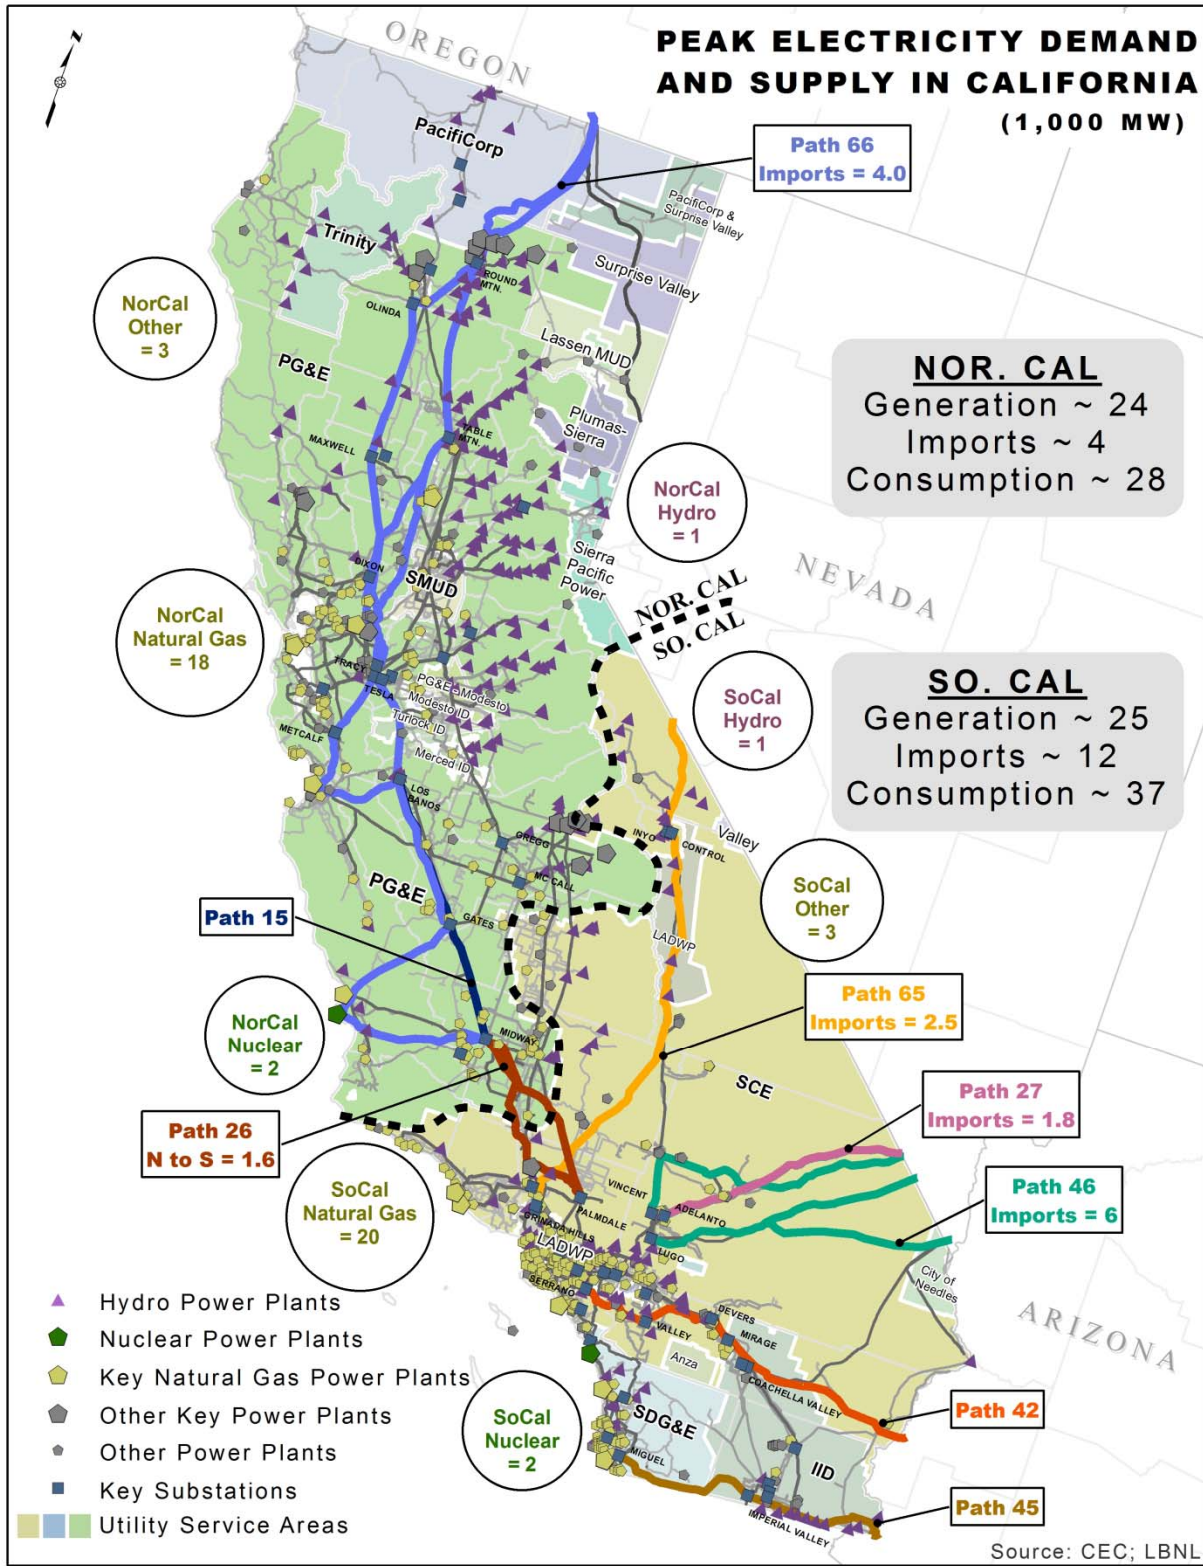 PEAK ELECTRICITY DEMAND
AND SUPPLY IN CALIFORNIA
(1,000 MW)
N
OREGON
PacifiCorp
Path 66
Imports = 4.0
PacifiCorp &
Surprise Valley
Trinity
Surprise Valley
ROUND
MTN.
OLINDA
NorCal
Other
= 3
Lassen MUD
PG&E
NOR. CAL
Generation ~ 24
Imports ~ 4
Consumption ~ 28
Plumas-
Sierra
TABLE
MTN.
MAXWELL
NorCal
Hydro
= 1
Sierra
Pacific
Power
NEVADA
DIXON
SMUD
NOR. CAL
SO. CAL
NorCal
Natural Gas
= 18
TRACY
TESLA
PG&E - Modesto
Modesto ID
Turlock ID
Merced ID
METCALF
SoCal
Hydro
= 1
SO. CAL
Generation ~ 25
Imports ~ 12
Consumption ~ 37
LOS
BANOS
GREGG
INYO
CONTROL
Valley
MC CALL
PG&E
Path 15
GATES
SoCal
Other
= 3
LADWP
Path 65
Imports = 2.5
NorCal
Nuclear
= 2
MIDWAY
SCE
Path 27
Imports = 1.8
Path 26
N to S = 1.6
Path 46
Imports = 6
SoCal
Natural Gas
= 20
VINCENT
ADELANTO
PALMDALE
GRINADA HILLS
LADWP
LUGO
City of
Needles
SERRANO
ARIZONA
DEVERS
VALLEY
MIRAGE
Anza
COACHELLA VALLEY
Path 42
SoCal
Nuclear
= 2
SDG&E
MIGUEL
IID
IMPERIAL VALLEY
Path 45
Hydro Power Plants
Nuclear Power Plants
Key Natural Gas Power Plants
Other Key Power Plants
Other Power Plants
Key Substations
Utility Service Areas
Source: CEC; LBNL